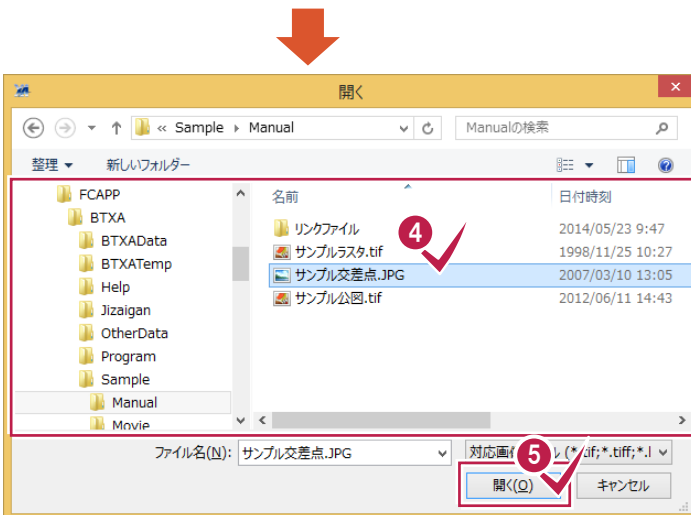 開く
« Sample ▸ Manual
Manualの検索
整理 ▼ 新しいフォルダー
FCAPP
BTXA
BTXAData
BTXATemp
Help
Jizaigan
OtherData
Program
Sample
Manual
Movie
名前 日付時刻
リンクファイル 2014/05/23 9:47
サンプルラスタ.tif 1998/11/25 10:27
サンプル交差点.JPG 2007/03/10 13:05
サンプル公図.tif 2012/06/11 14:43
4
ファイル名(N): サンプル交差点.JPG
5
開く(O) キャンセル